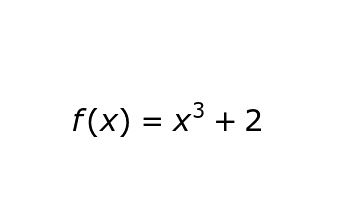 f(x) = x³ + 2